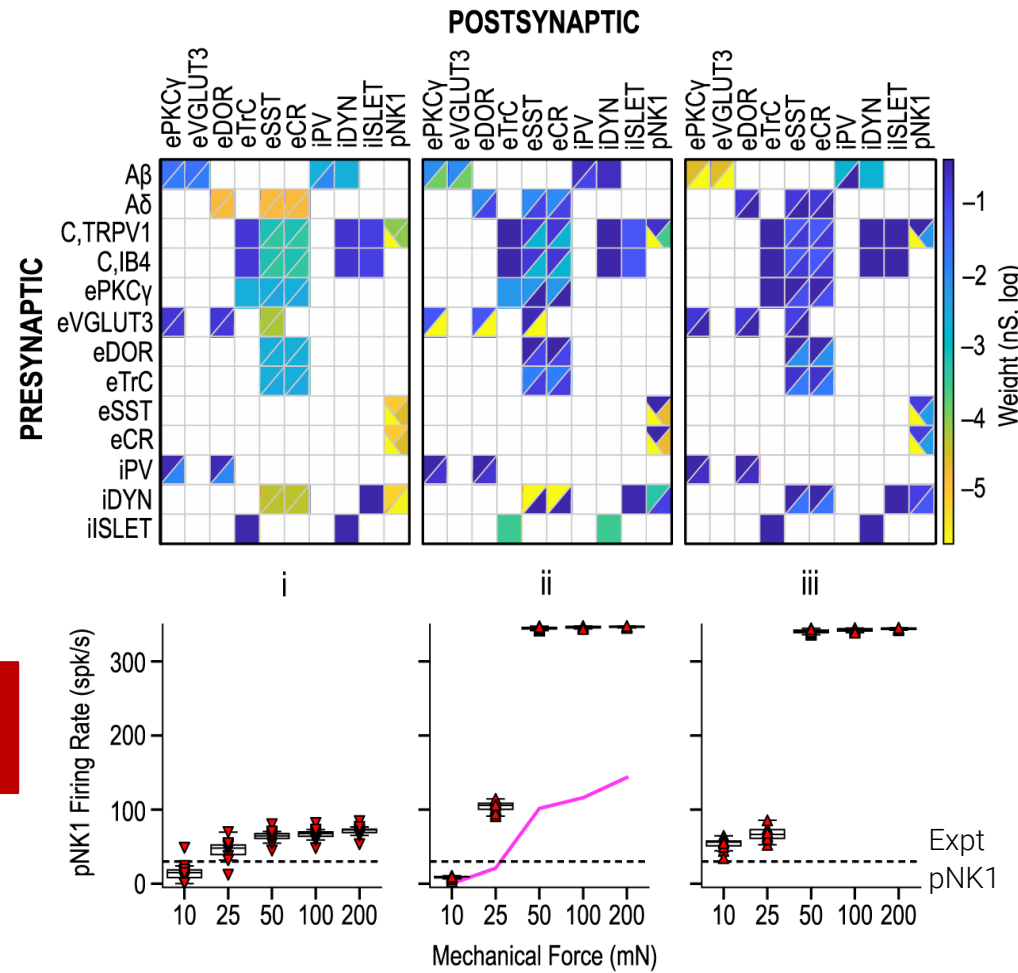 POSTSYNAPTIC
ePKCγ eVGLUT3 eDOR eTrC eSST eCR iPV iDYN iISLET pNK1
ePKCγ eVGLUT3 eDOR eTrC eSST eCR iPV iDYN iISLET pNK1
ePKCγ eVGLUT3 eDOR eTrC eSST eCR iPV iDYN iISLET pNK1
PRESYNAPTIC
Aβ
Aδ
C,TRPV1
C,IB4
ePKCγ
eVGLUT3
eDOR
eTrC
eSST
eCR
iPV
iDYN
iISLET
–1
–2
–3
–4
–5
Weight (nS, log)
i ii iii
pNK1 Firing Rate (spk/s)
300
200
100
0
10 25 50 100 200
10 25 50 100 200
10 25 50 100 200
Expt
pNK1
Mechanical Force (mN)